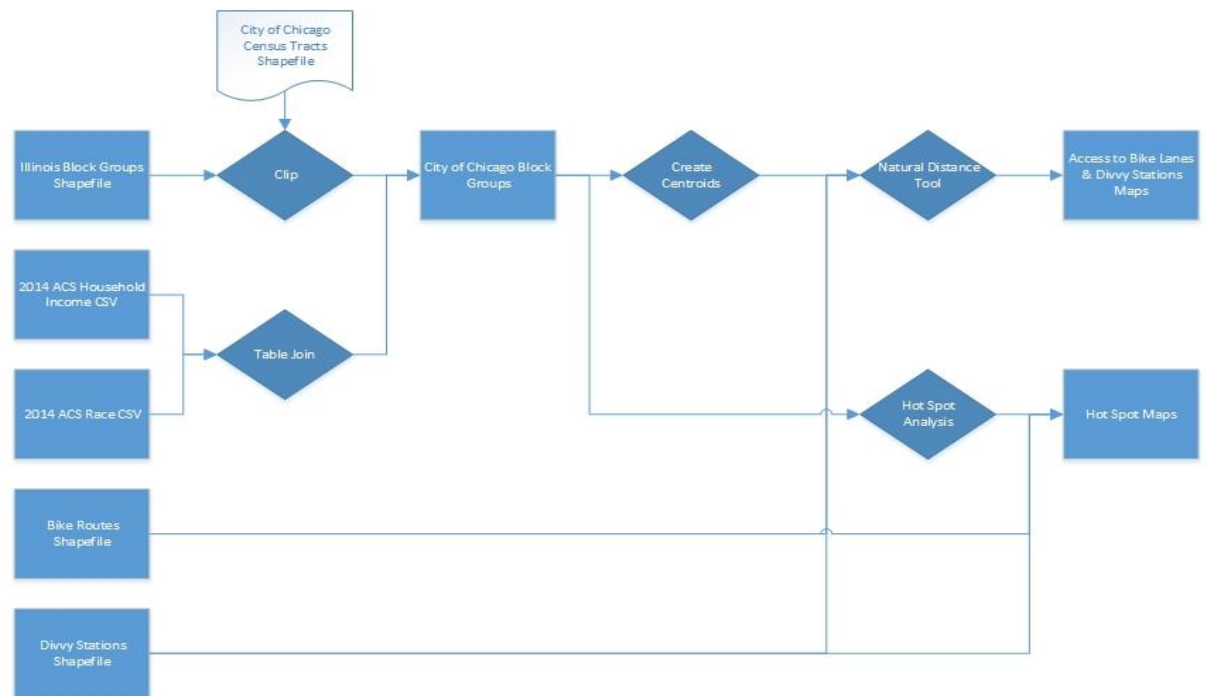 City of Chicago
Census Tracts
Shapefile
Illinois Block Groups
Shapefile
Clip
City of Chicago Block
Groups
Create
Centroids
Natural Distance
Tool
Access to Bike Lanes
& Divvy Stations
Maps
2014 ACS Household
Income CSV
Table Join
2014 ACS Race CSV
Hot Spot
Analysis
Hot Spot Maps
Bike Routes
Shapefile
Divvy Stations
Shapefile